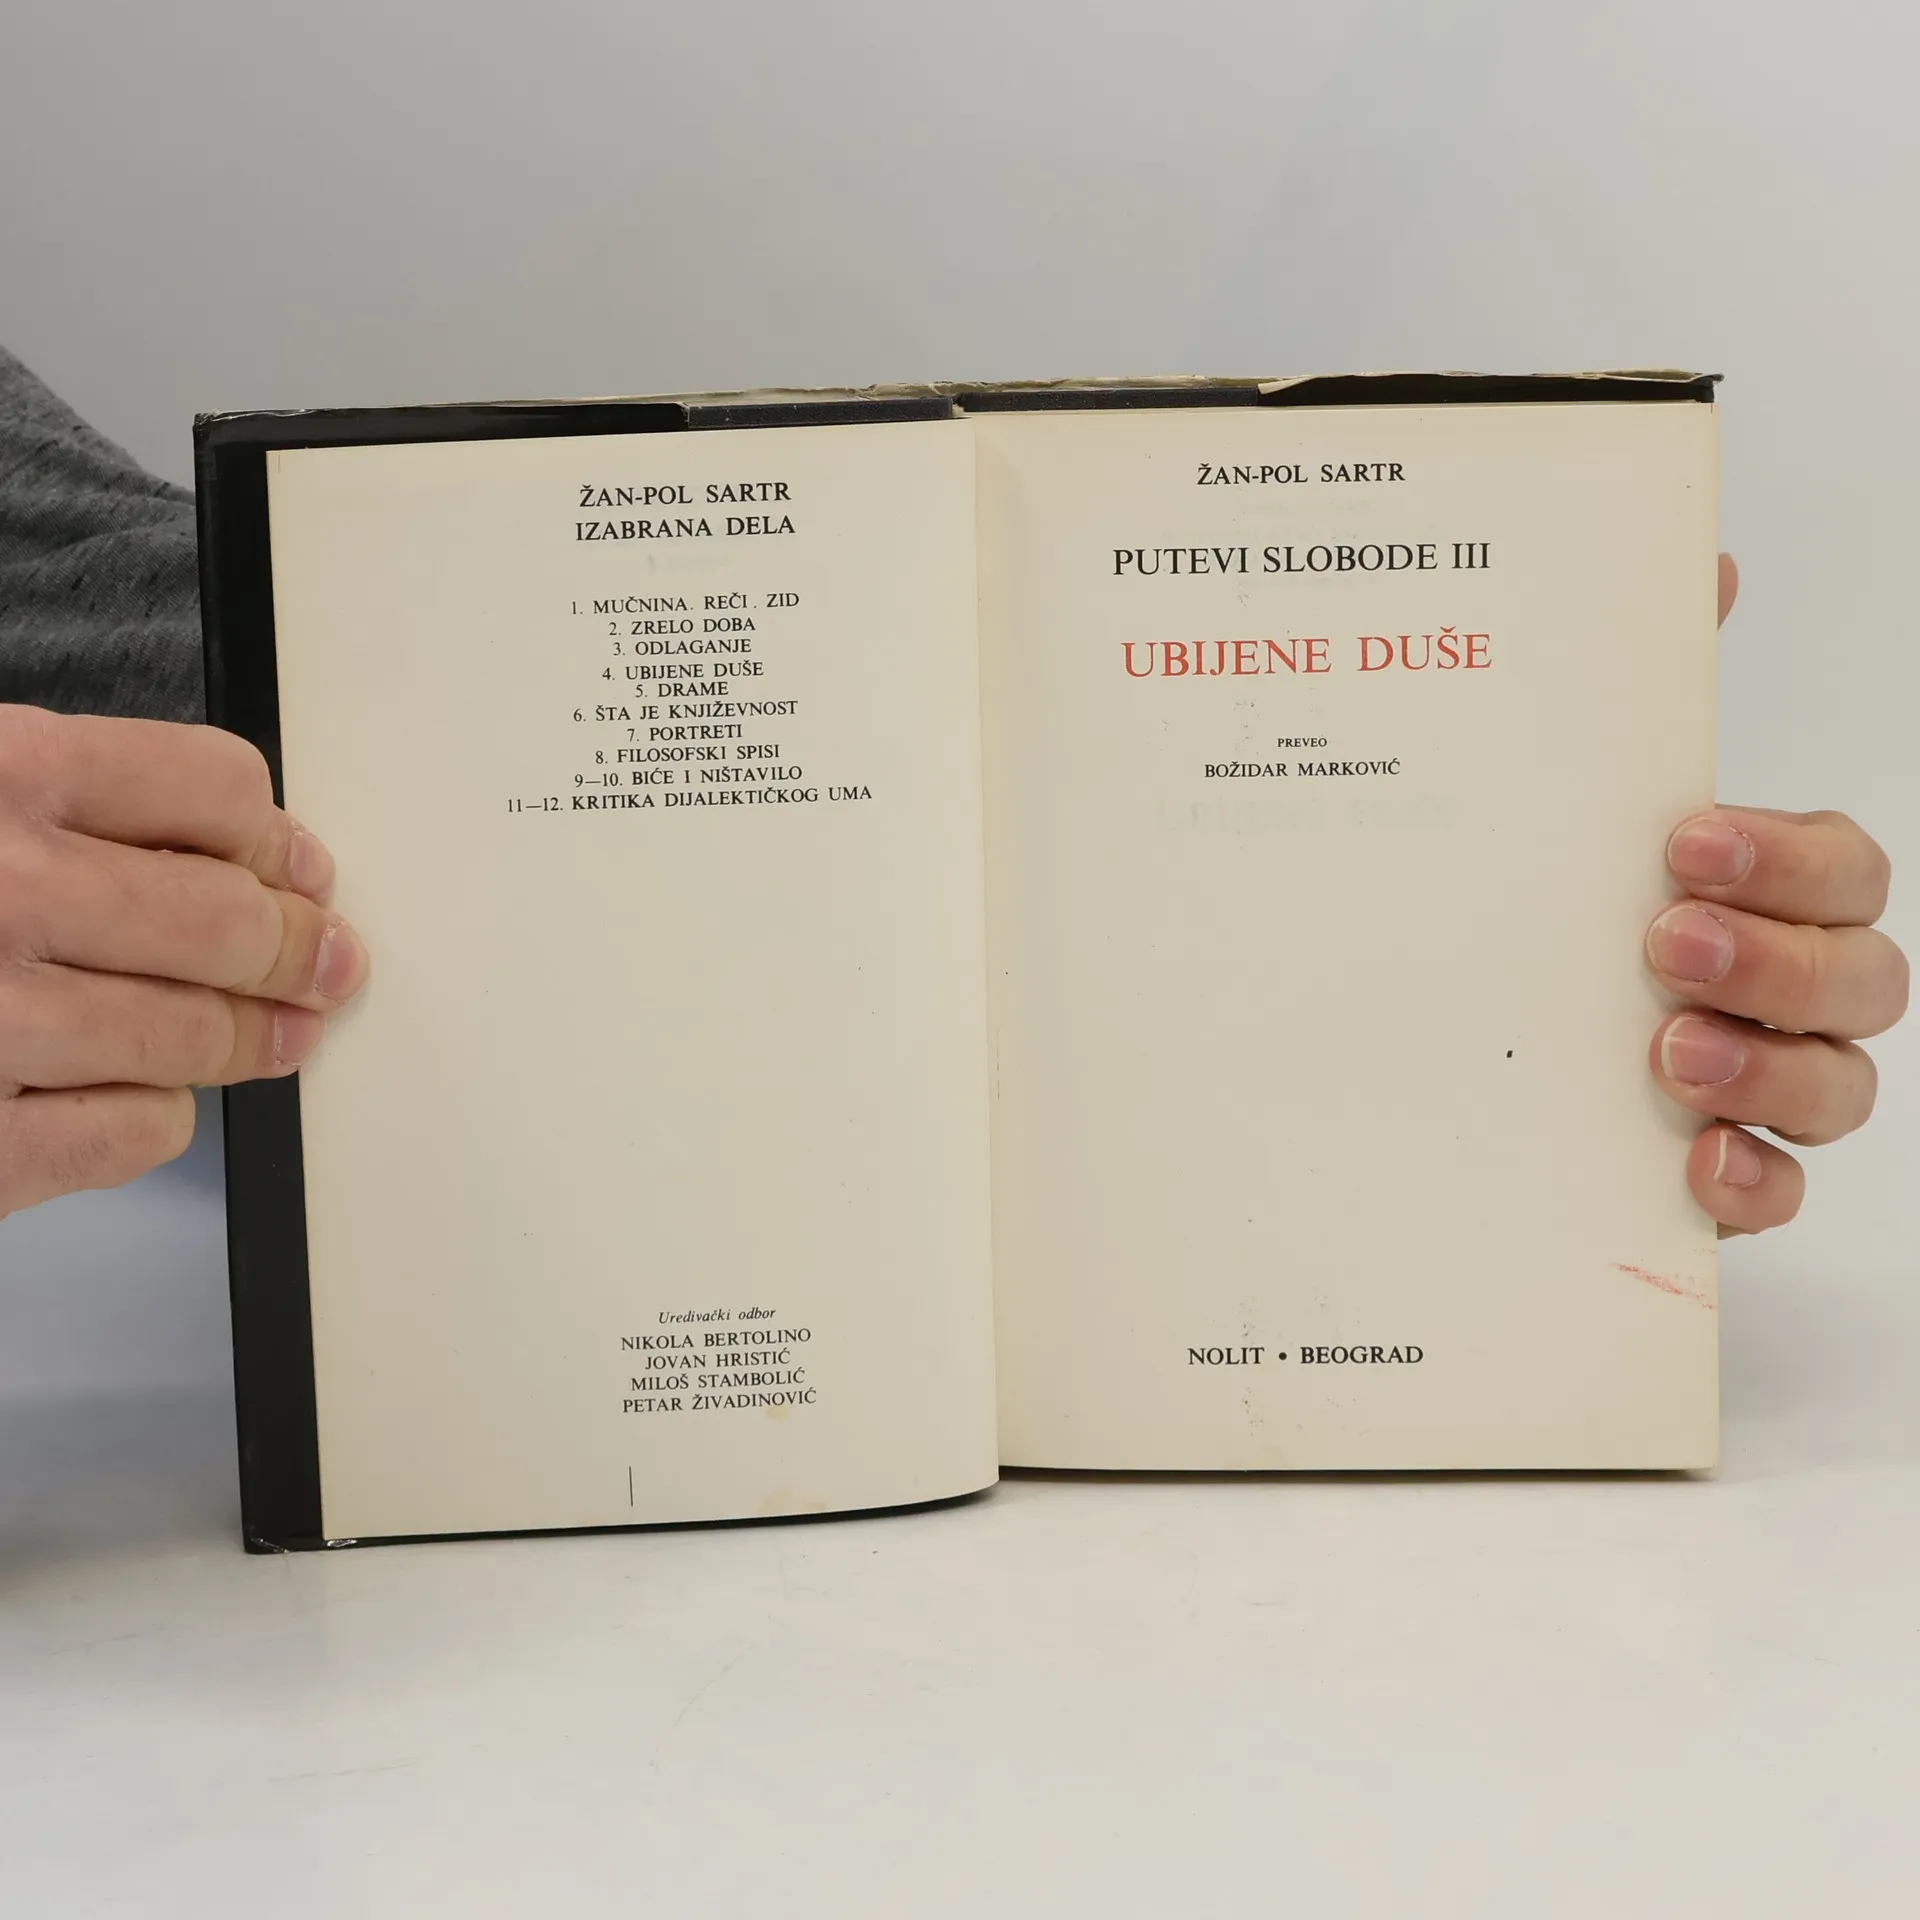 ŽAN-POL SARTR
IZABRANA DELA
1. MUČNINA. REČI. ZID
2. ZRELO DOBA
3. ODLAGANJE
4. UBIJENE DUŠE
5. DRAME
6. ŠTA JE KNJIŽEVNOST
7. PORTRETI
8. FILOSOFSKI SPISI
9—10. BIĆE I NIŠTAVILO
11—12. KRITIKA DIJALEKTIČKOG UMA
Uredivački odbor
NIKOLA BERTOLINO
JOVAN HRISTIĆ
MILOŠ STAMBOLIĆ
PETAR ŽIVADINOVIĆ
ŽAN-POL SARTR
PUTEVI SLOBODE III
UBIJENE DUŠE
PREVEO
BOŽIDAR MARKOVIĆ
NOLIT • BEOGRAD